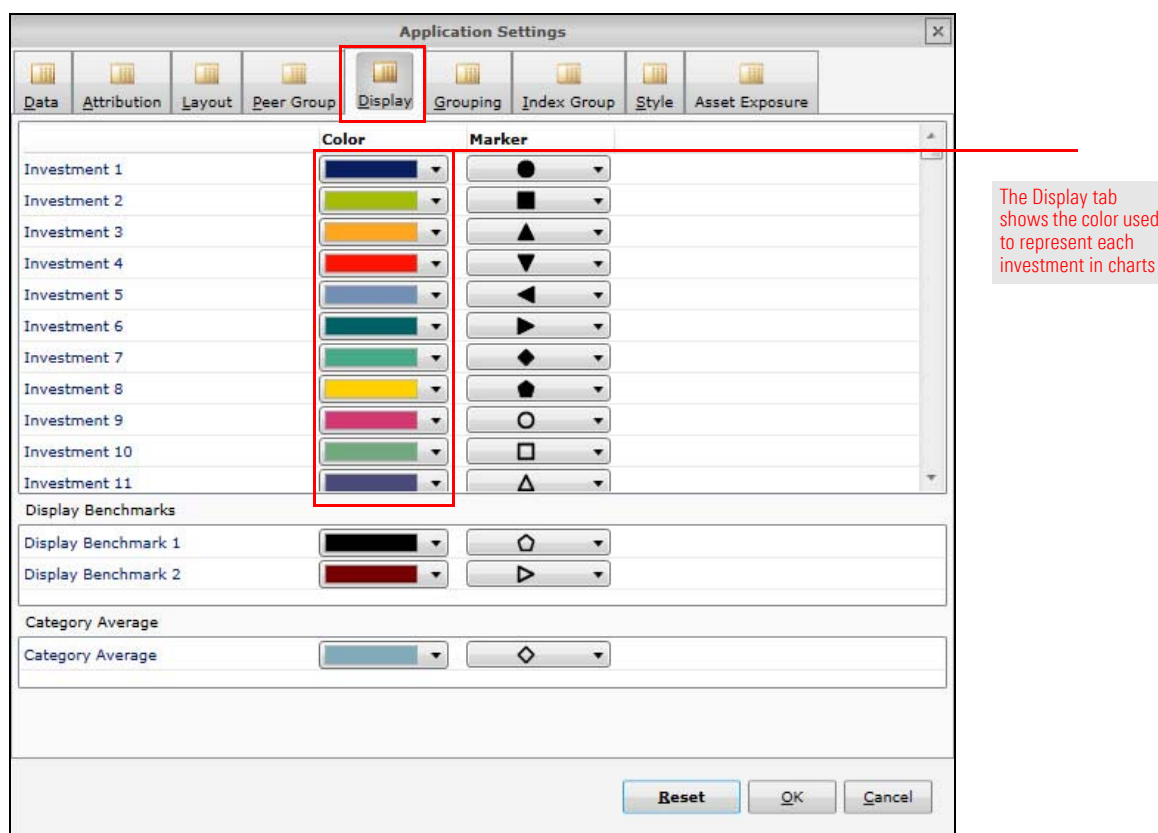 Application Settings
Data Attribution Layout Peer Group Display Grouping Index Group Style Asset Exposure
Color Marker
Investment 1
Investment 2
Investment 3
Investment 4
Investment 5
Investment 6
Investment 7
Investment 8
Investment 9
Investment 10
Investment 11
Display Benchmarks
Display Benchmark 1
Display Benchmark 2
Category Average
Category Average
Reset OK Cancel
The Display tab
shows the color used
to represent each
investment in charts